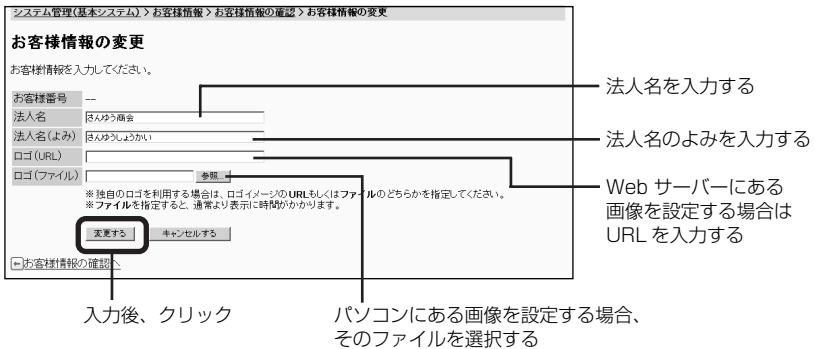 システム管理(基本システム) > お客様情報 > お客様情報の確認 > お客様情報の変更
お客様情報の変更
お客様情報を入力してください。
お客様番号 --
法人名 さんゆう商会
法人名(よみ) さんゆうしょうかい
ロゴ(URL)
ロゴ(ファイル) 参照...
※独自のロゴを利用する場合は、ロゴイメージのURLもしくはファイルのどちらかを指定してください。
※ファイルを指定すると、通常より表示に時間がかかります。
変更する キャンセルする
お客様情報の確認へ
法人名を入力する
法人名のよみを入力する
Web サーバーにある
画像を設定する場合は
URL を入力する
入力後、クリック
パソコンにある画像を設定する場合、
そのファイルを選択する